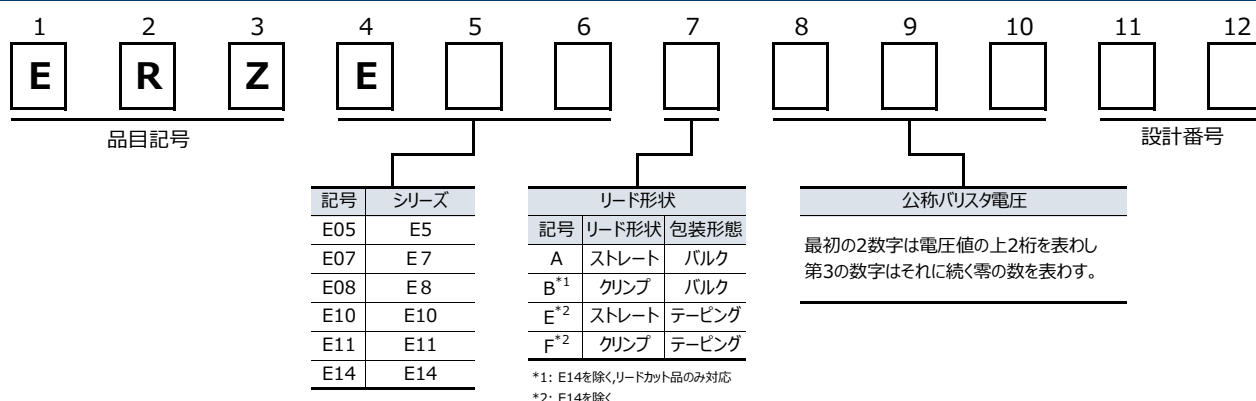 1 2 3 4 5 6 7 8 9 10 11 12
E R Z E
品目記号
設計番号
記号 シリーズ
E05 E5
E07 E7
E08 E8
E10 E10
E11 E11
E14 E14
リード形状
記号 リード形状 包装形態
A ストレート バルク
B*1 クリンプ バルク
E*2 ストレート テーピング
F*2 クリンプ テーピング
*1: E14を除く,リードカット品のみ対応
*2: E14を除く
公称バリスタ電圧
最初の2数字は電圧値の上2桁を表わし
第3の数字はそれに続く零の数を表わす。